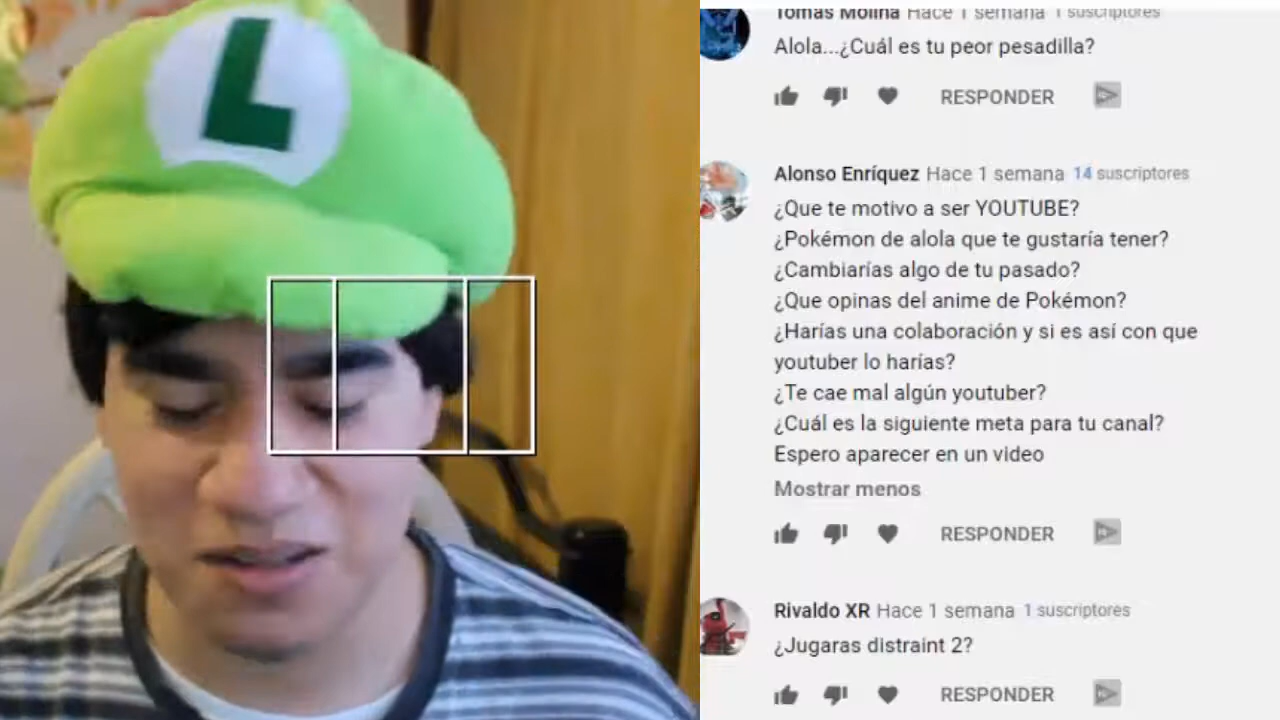 L
Tomas Molina Hace 1 semana 1 suscriptores
Alola...¿Cuál es tu peor pesadilla?
RESPONDER
Alonso Enríquez Hace 1 semana 14 suscriptores
¿Que te motivo a ser YOUTUBE?
¿Pokémon de alola que te gustaría tener?
¿Cambiarías algo de tu pasado?
¿Que opinas del anime de Pokémon?
¿Harías una colaboración y si es así con que
youtuber lo harías?
¿Te cae mal algún youtuber?
¿Cuál es la siguiente meta para tu canal?
Espero aparecer en un video
Mostrar menos
RESPONDER
Rivaldo XR Hace 1 semana 1 suscriptores
¿Jugaras distraint 2?
RESPONDER